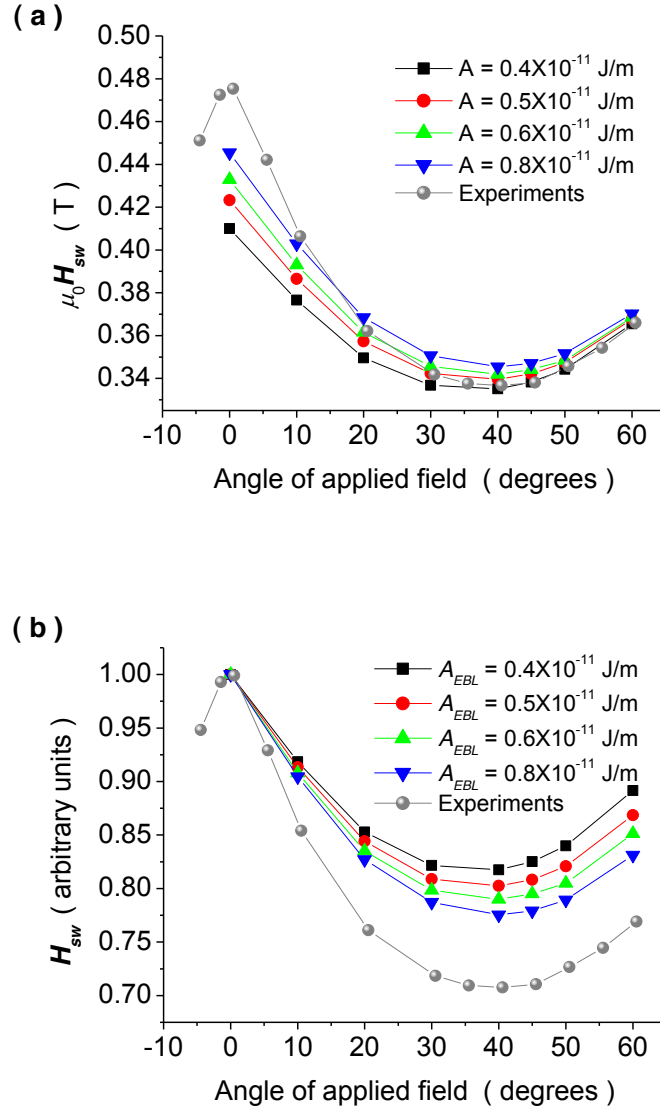 ( a )
0.50
0.48
0.46
0.44
0.42
0.40
0.38
0.36
0.34
μ₀Hsw ( T )
A = 0.4X10⁻¹¹ J/m
A = 0.5X10⁻¹¹ J/m
A = 0.6X10⁻¹¹ J/m
A = 0.8X10⁻¹¹ J/m
Experiments
-10 0 10 20 30 40 50 60
Angle of applied field ( degrees )
( b )
1.00
0.95
0.90
0.85
0.80
0.75
0.70
Hsw ( arbitrary units )
A_EBL = 0.4X10⁻¹¹ J/m
A_EBL = 0.5X10⁻¹¹ J/m
A_EBL = 0.6X10⁻¹¹ J/m
A_EBL = 0.8X10⁻¹¹ J/m
Experiments
-10 0 10 20 30 40 50 60
Angle of applied field ( degrees )